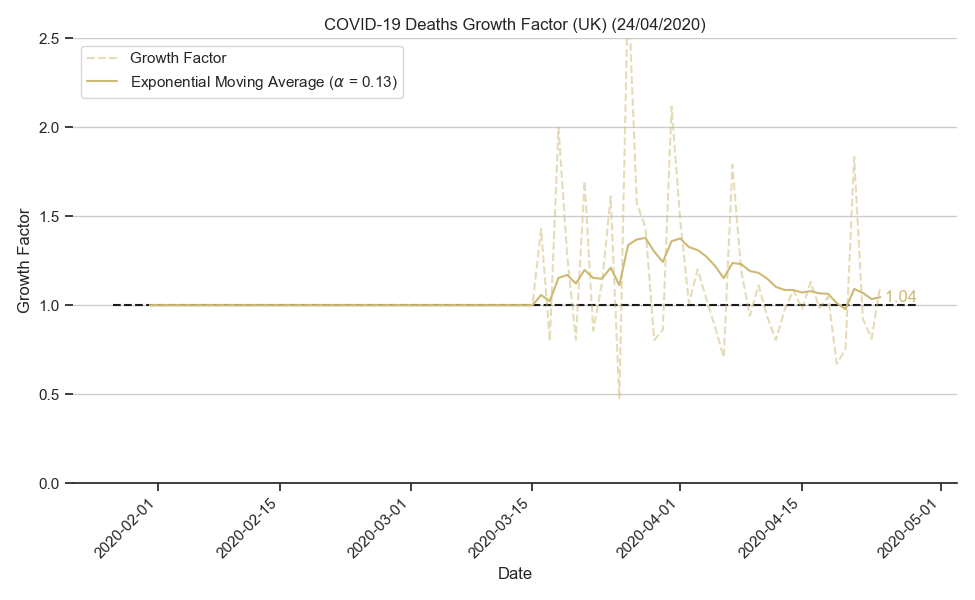 COVID-19 Deaths Growth Factor (UK) (24/04/2020)
2.5
Growth Factor
Exponential Moving Average (α = 0.13)
2.0
1.5
1.0
0.5
0.0
Growth Factor
1.04
2020-02-01
2020-02-15
2020-03-01
2020-03-15
2020-04-01
2020-04-15
2020-05-01
Date